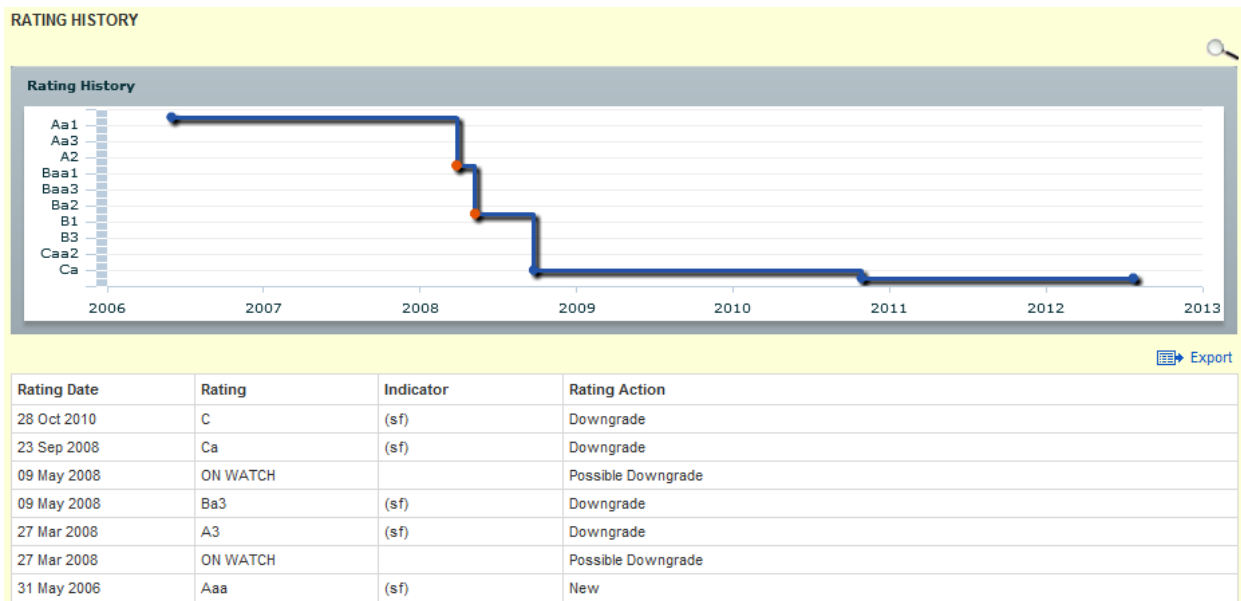 RATING HISTORY
Rating History
Aa1
Aa3
A2
Baa1
Baa3
Ba2
B1
B3
Caa2
Ca
2006 2007 2008 2009 2010 2011 2012 2013
Export
Rating Date Rating Indicator Rating Action
28 Oct 2010 C (sf) Downgrade
23 Sep 2008 Ca (sf) Downgrade
09 May 2008 ON WATCH Possible Downgrade
09 May 2008 Ba3 (sf) Downgrade
27 Mar 2008 A3 (sf) Downgrade
27 Mar 2008 ON WATCH Possible Downgrade
31 May 2006 Aaa (sf) New